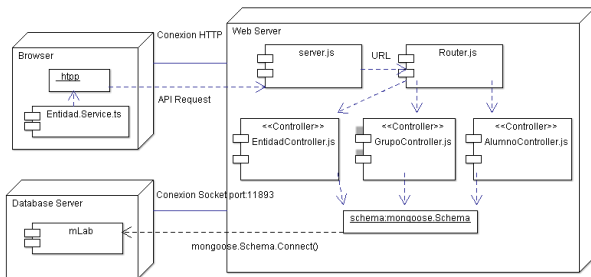 Conexion HTTP
Web Server
Browser
htpp
Entidad.Service.ts
API Request
server.js
URL
Router.js
<<Controller>>
EntidadController.js
<<Controller>>
GrupoController.js
<<Controller>>
AlumnoController.js
Database Server
mLab
Conexion Socket port:11893
schema:mongoose.Schema
mongoose.Schema.Connect()